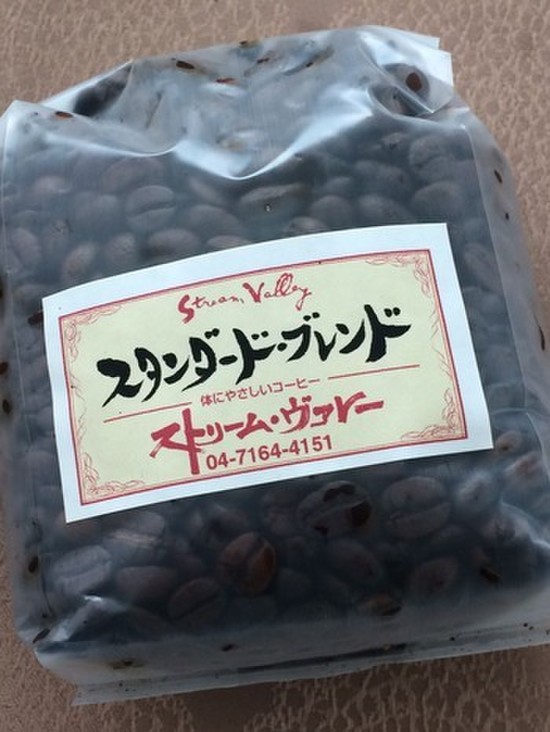 Stream Valley
スタンダード・ブレンド
体にやさしいコーヒー
ストリーム・ヴァレー
04-7164-4151